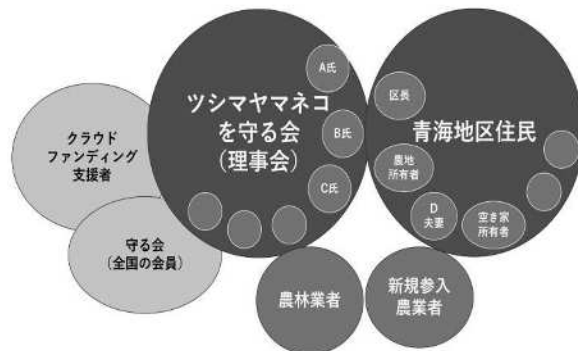 A氏
ツシマヤマネコ
を守る会
（理事会）
B氏
C氏
区長
青海地区住民
農地
所有者
D
夫妻
空き家
所有者
クラウド
ファンディング
支援者
守る会
（全国の会員）
農林業者
新規参入
農業者